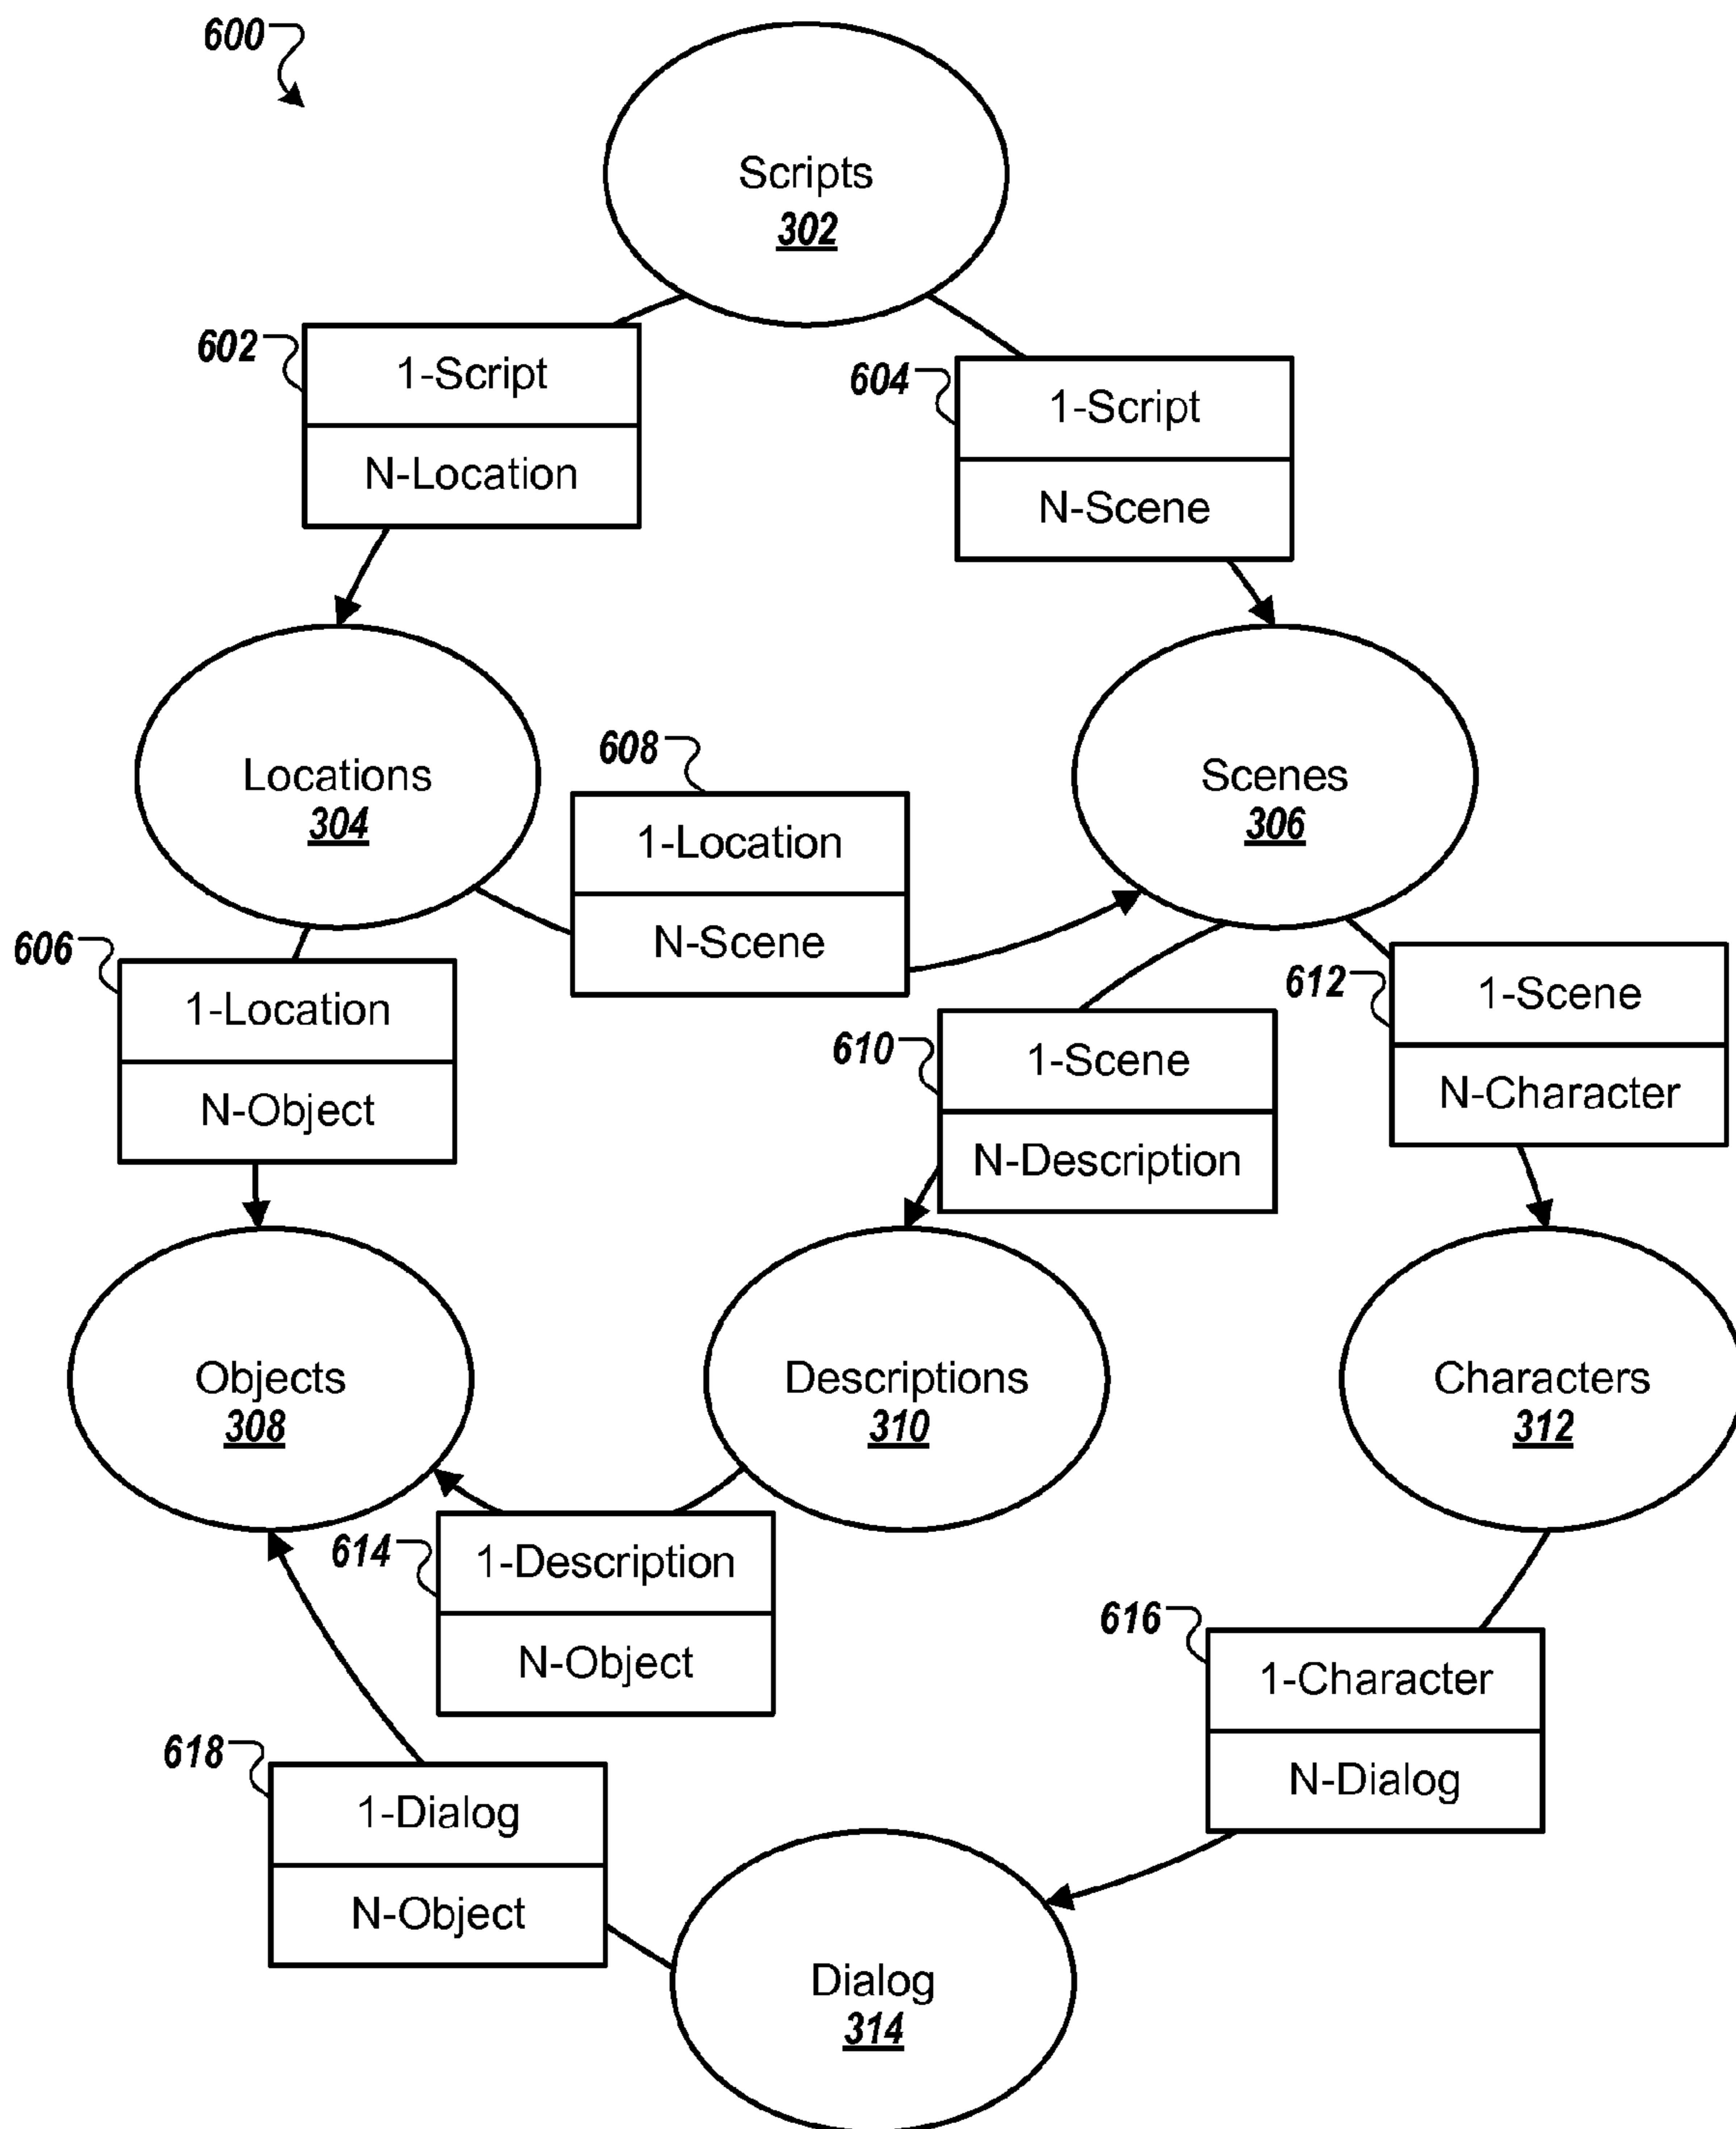 600
Scripts
302
602
1-Script
N-Location
604
1-Script
N-Scene
Locations
304
608
1-Location
N-Scene
Scenes
306
606
1-Location
N-Object
610
1-Scene
N-Description
612
1-Scene
N-Character
Objects
308
Descriptions
310
Characters
312
614
1-Description
N-Object
616
1-Character
N-Dialog
618
1-Dialog
N-Object
Dialog
314